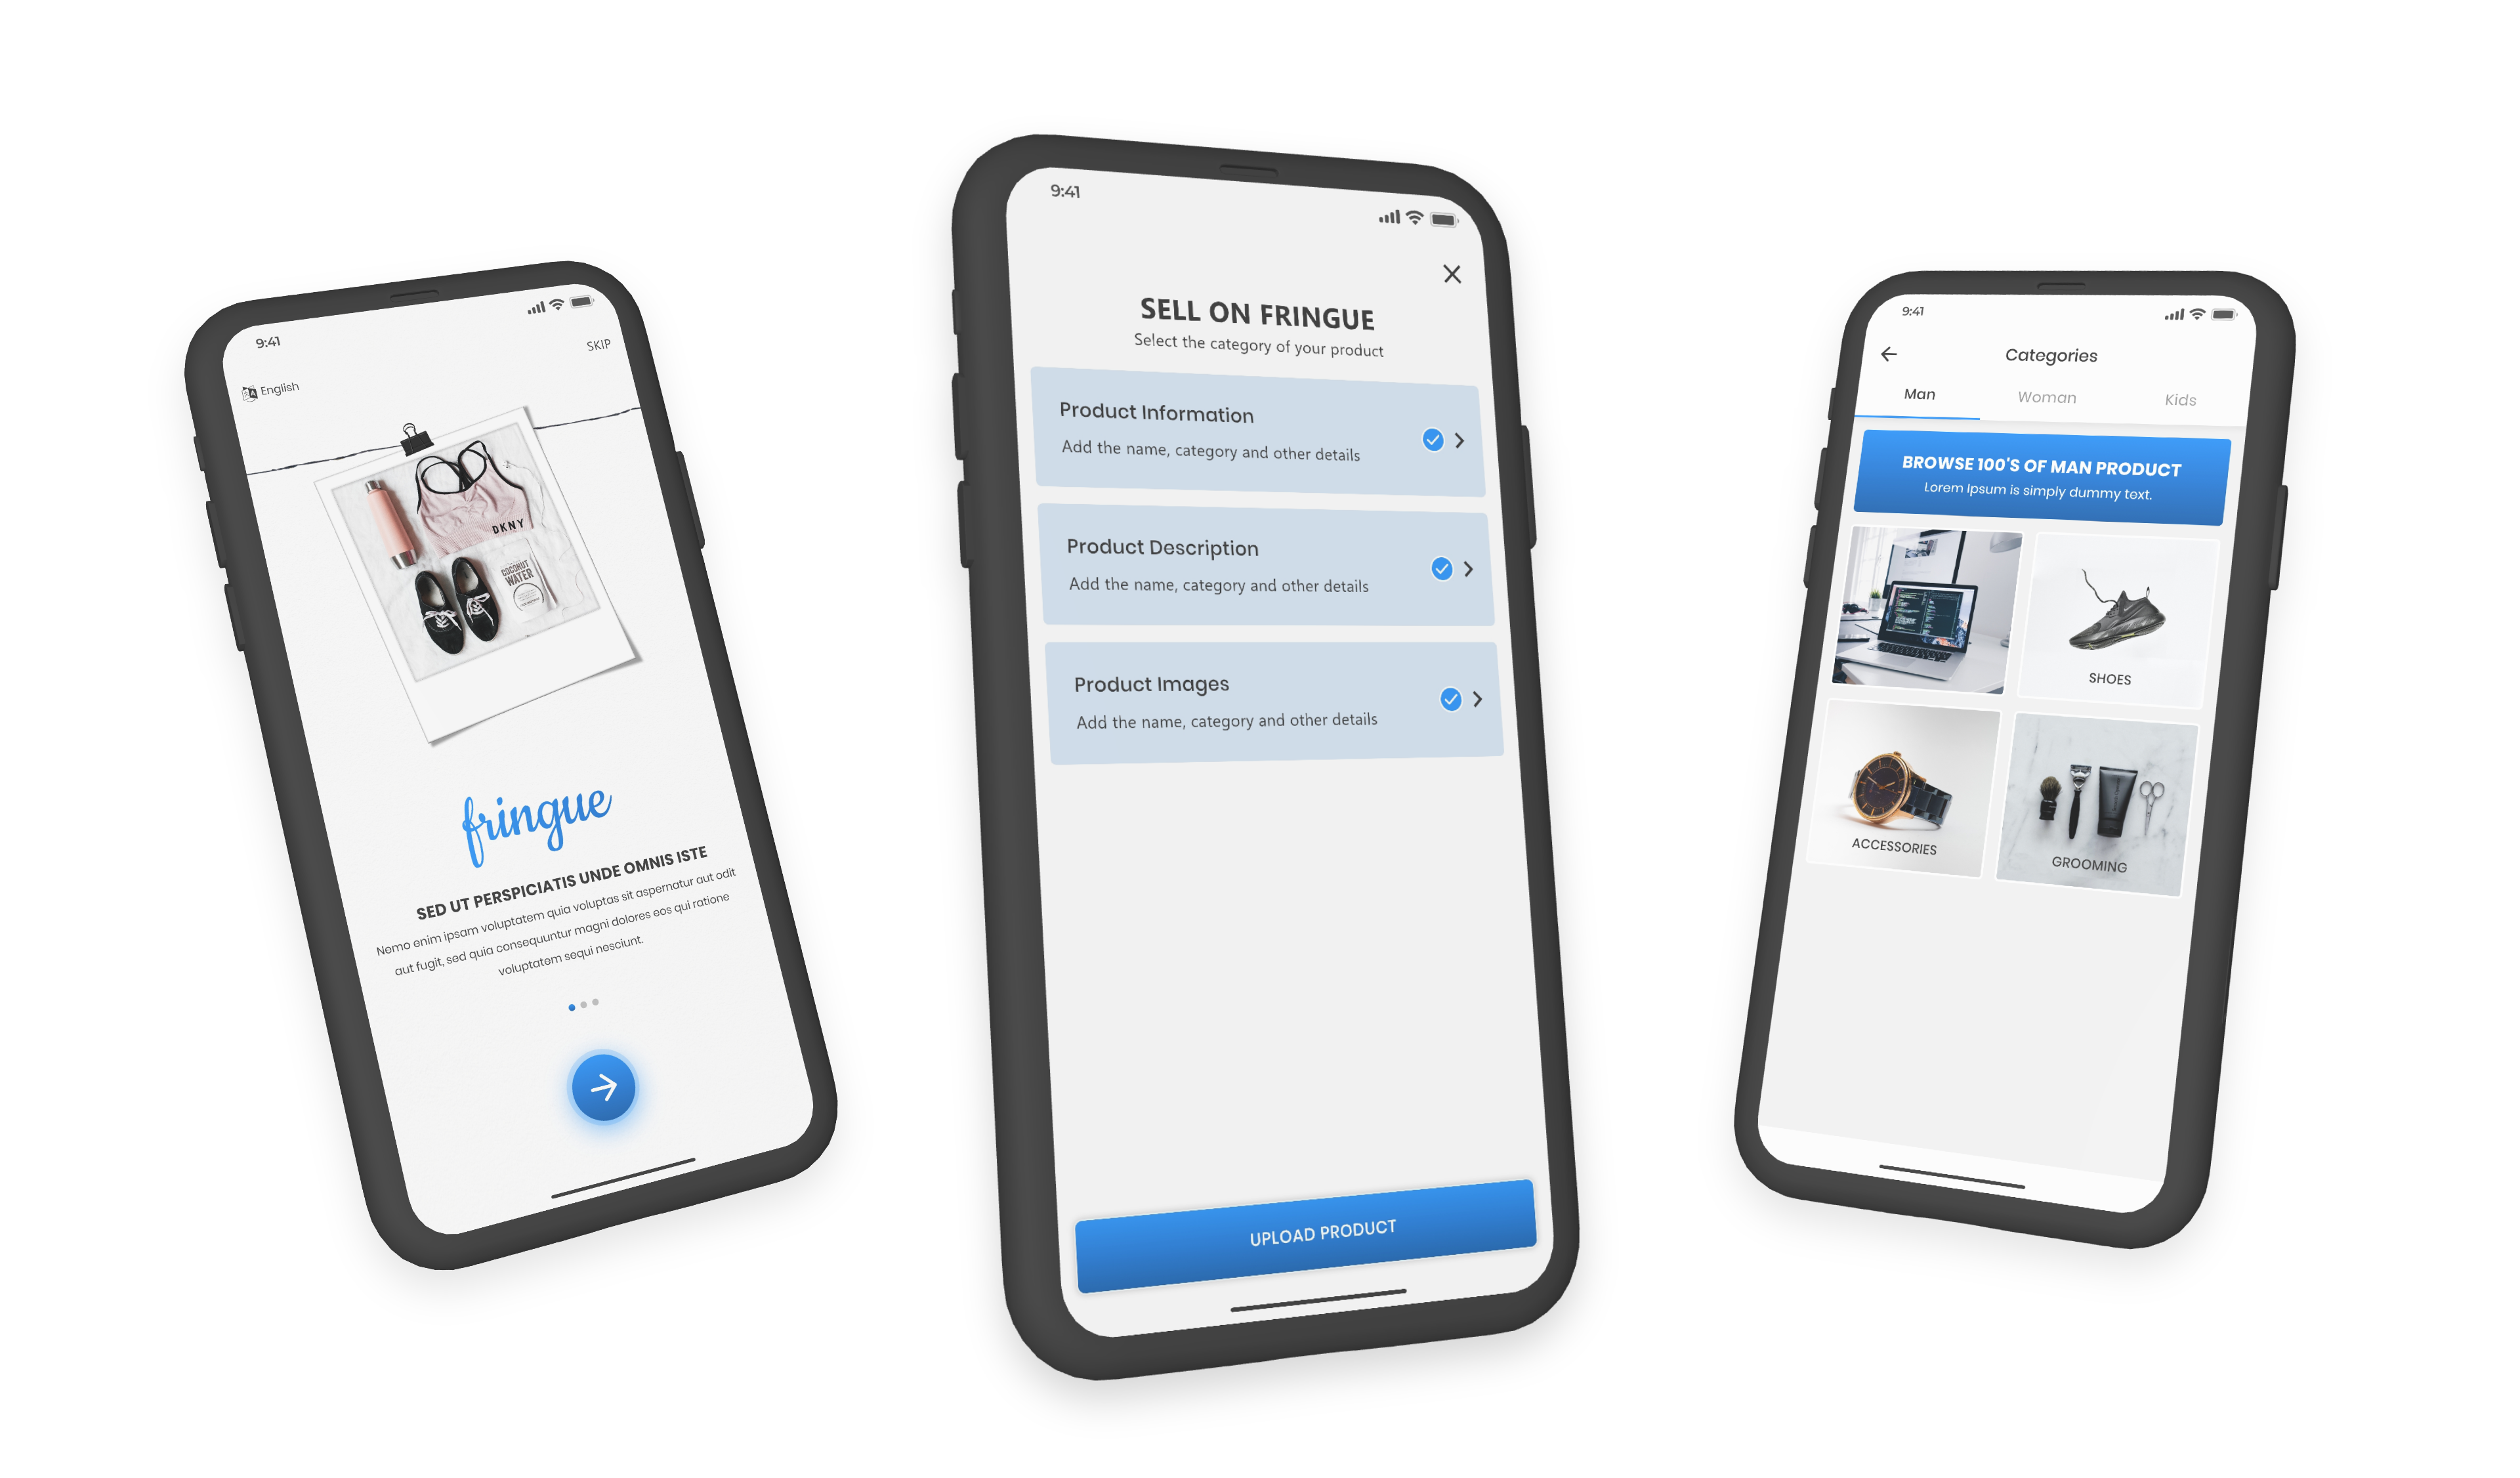 9:41
SKIP
English
DKNY
COCONUT
WATER
fringue
SED UT PERSPICIATIS UNDE OMNIS ISTE
Nemo enim ipsam voluptatem quia voluptas sit aspernatur aut odit
aut fugit, sed quia consequuntur magni dolores eos qui ratione
voluptatem sequi nesciunt.
9:41
SELL ON FRINGUE
Select the category of your product
Product Information
Add the name, category and other details
Product Description
Add the name, category and other details
Product Images
Add the name, category and other details
UPLOAD PRODUCT
9:41
Categories
Man Woman Kids
BROWSE 100'S OF MAN PRODUCT
Lorem Ipsum is simply dummy text.
SHOES
ACCESSORIES
GROOMING